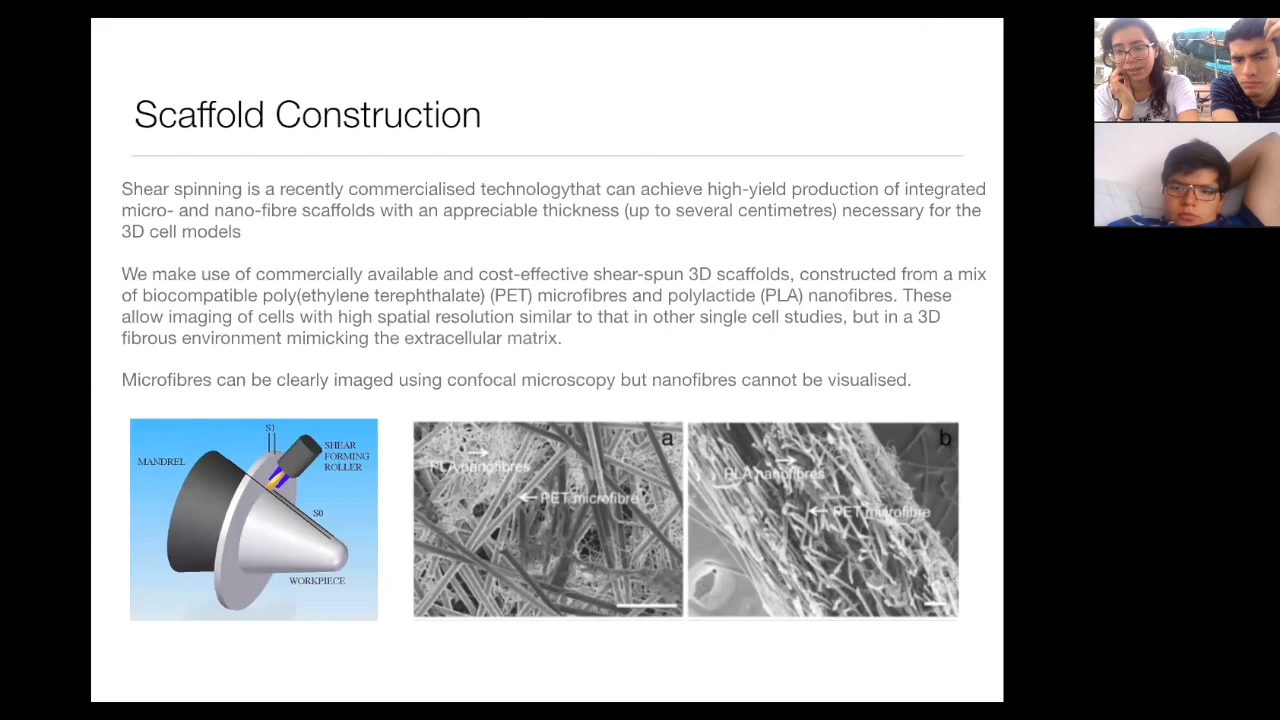 Scaffold Construction
Shear spinning is a recently commercialised technologythat can achieve high-yield production of integrated
micro- and nano-fibre scaffolds with an appreciable thickness (up to several centimetres) necessary for the
3D cell models
We make use of commercially available and cost-effective shear-spun 3D scaffolds, constructed from a mix
of biocompatible poly(ethylene terephthalate) (PET) microfibres and polylactide (PLA) nanofibres. These
allow imaging of cells with high spatial resolution similar to that in other single cell studies, but in a 3D
fibrous environment mimicking the extracellular matrix.
Microfibres can be clearly imaged using confocal microscopy but nanofibres cannot be visualised.
S1
SHEAR
FORMING
ROLLER
MANDREL
S0
WORKPIECE
a
PLA nanofibres
PET microfibre
b
PLA nanofibres
PET microfibre